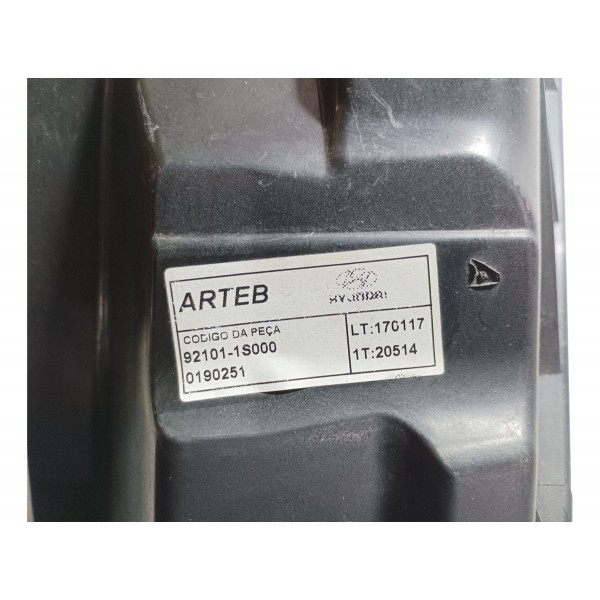 ARTEB
HYUNDAI
CODIGO DA PEÇA
92101-1S000
0190251
LT:170117
1T:20514